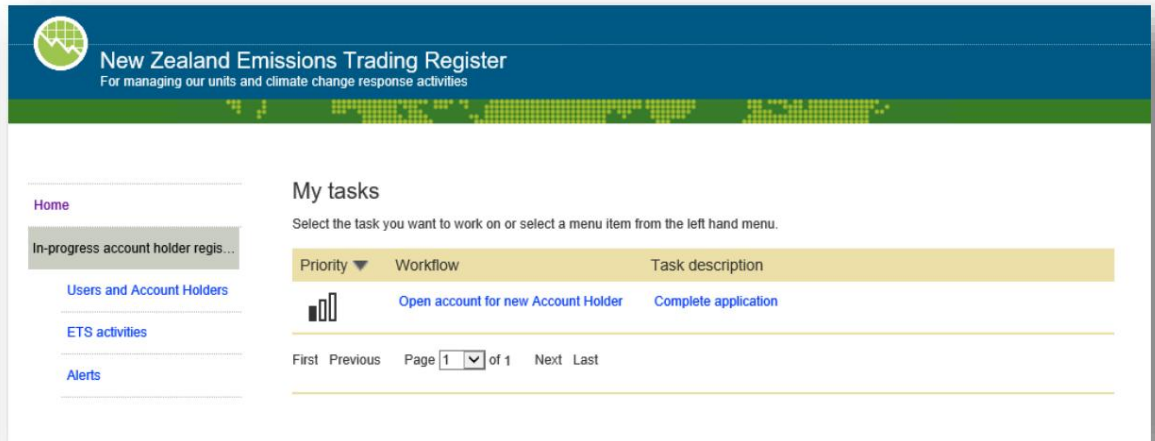 New Zealand Emissions Trading Register
For managing our units and climate change response activities
Home
In-progress account holder regis...
Users and Account Holders
ETS activities
Alerts
My tasks
Select the task you want to work on or select a menu item from the left hand menu.
Priority Workflow Task description
Open account for new Account Holder Complete application
First Previous Page 1 of 1 Next Last